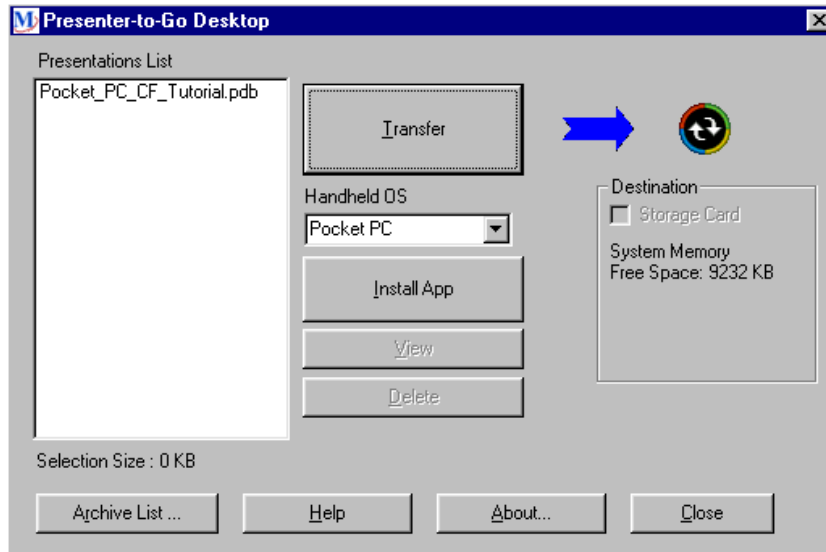 Presenter-to-Go Desktop
Presentations List
Pocket_PC_CF_Tutorial.pdb
Transfer
Handheld OS
Pocket PC
Install App
View
Delete
Destination
Storage Card
System Memory
Free Space: 9232 KB
Selection Size : 0 KB
Archive List ...
Help
About...
Close